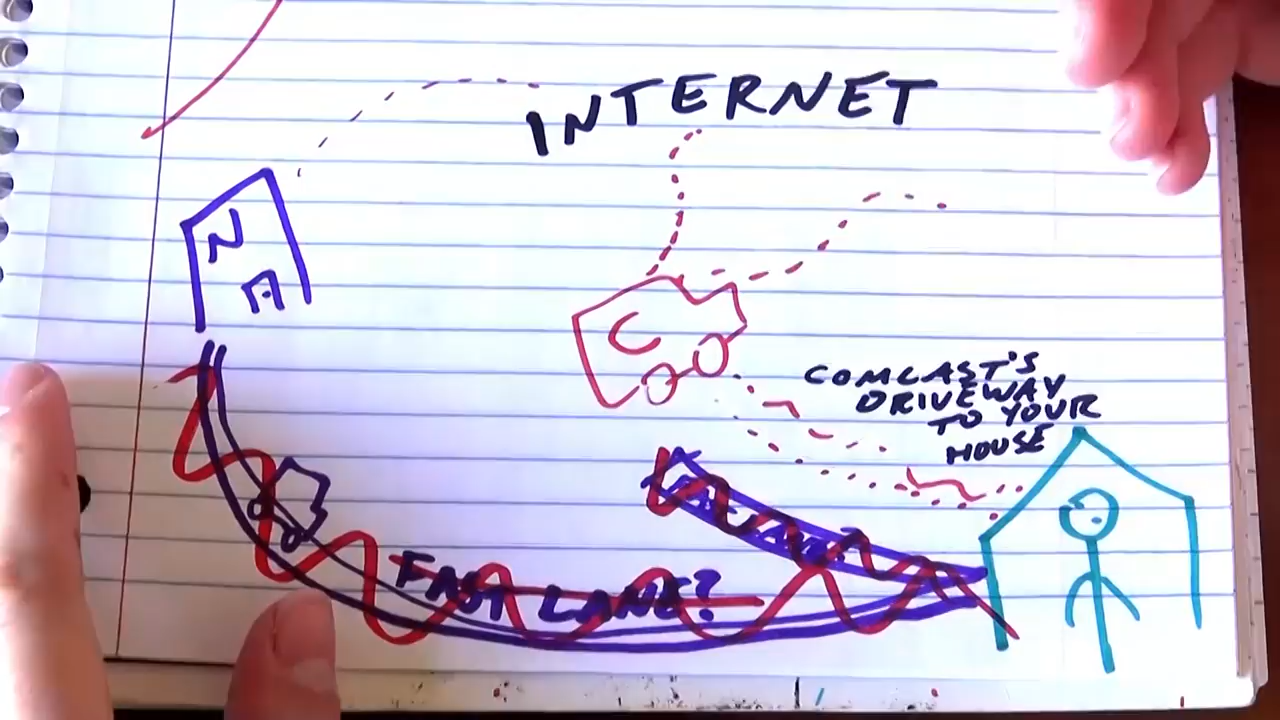 INTERNET
N
A
C
COMCAST'S
DRIVEWAY
TO YOUR
HOUSE
FAST LANE?